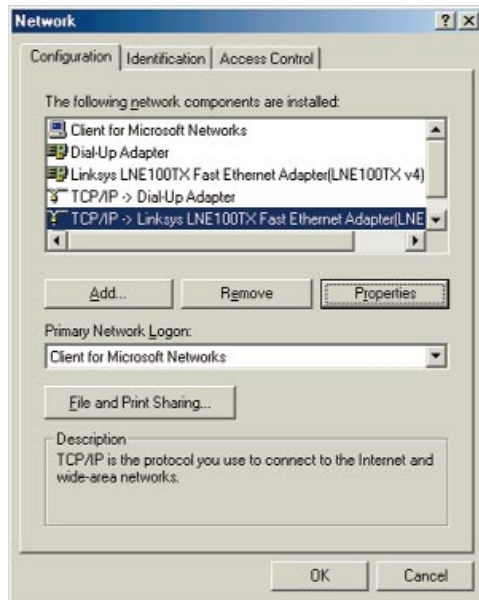 Network
Configuration Identification Access Control
The following network components are installed:
Client for Microsoft Networks
Dial-Up Adapter
Linksys LNE100TX Fast Ethernet Adapter(LNE100TX v4)
TCP/IP -> Dial-Up Adapter
TCP/IP -> Linksys LNE100TX Fast Ethernet Adapter(LNE
Add... Remove Properties
Primary Network Logon:
Client for Microsoft Networks
File and Print Sharing...
Description
TCP/IP is the protocol you use to connect to the Internet and
wide-area networks.
OK Cancel